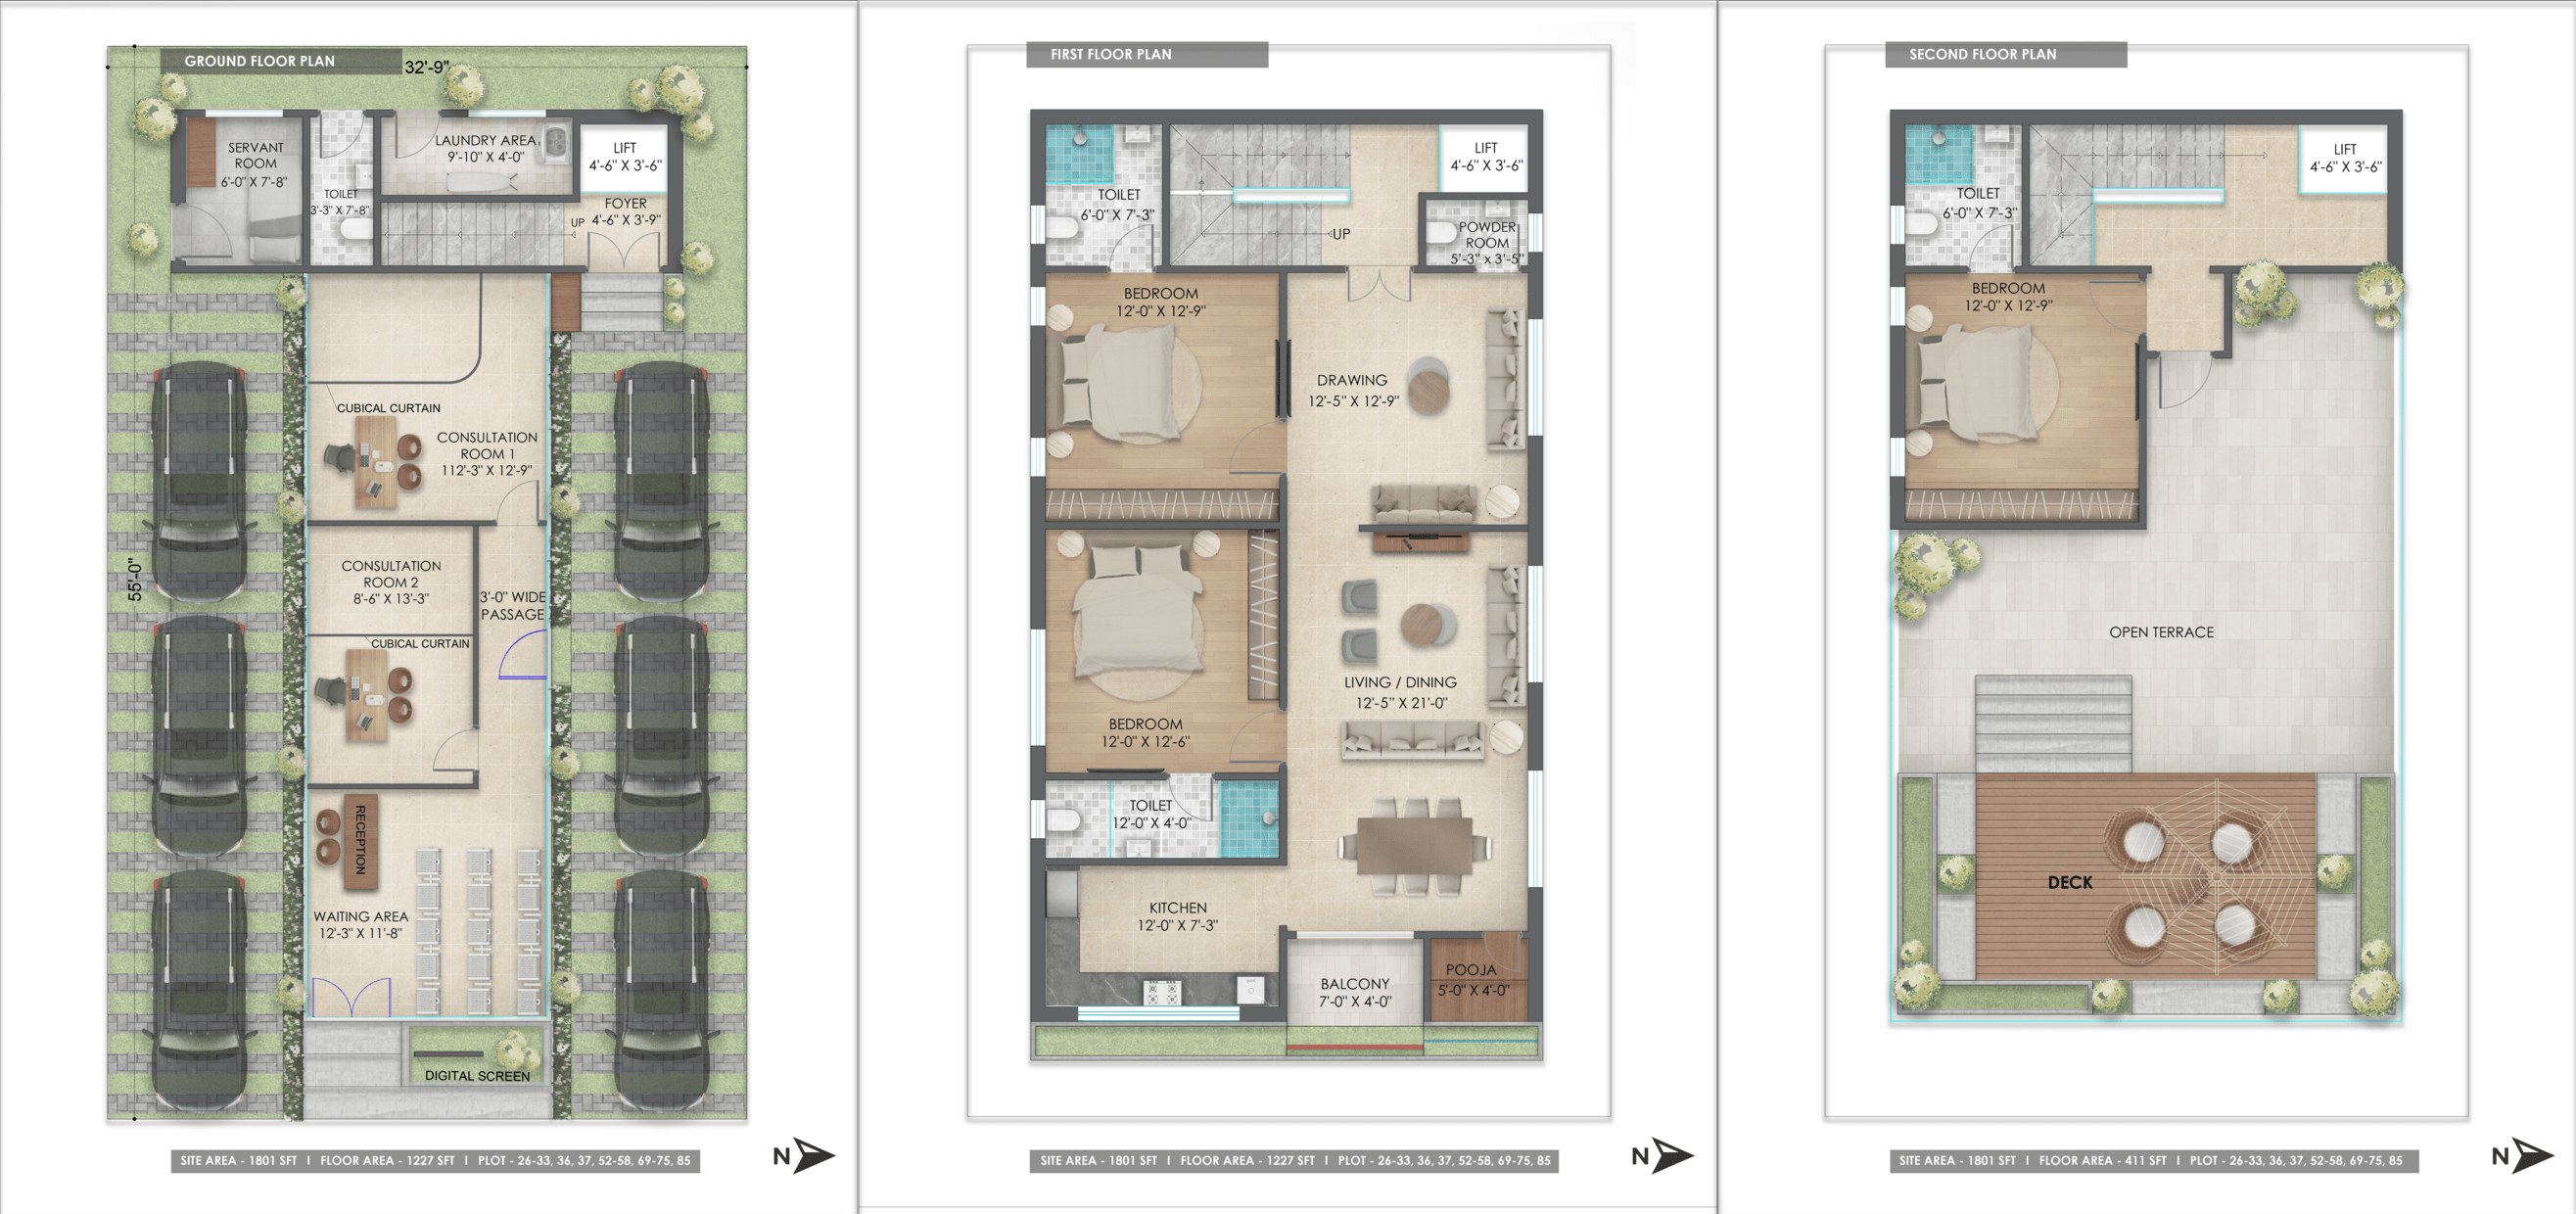 GROUND FLOOR PLAN
32'-9"
55'-0"
SERVANT
ROOM
6'-0" X 7'-8"
TOILET
3'-3" X 7'-8"
LAUNDRY AREA
9'-10" X 4'-0"
LIFT
4'-6" X 3'-6"
FOYER
4'-6" X 3'-9"
UP
CUBICAL CURTAIN
CONSULTATION
ROOM 1
112'-3" X 12'-9"
CONSULTATION
ROOM 2
8'-6" X 13'-3"
3'-0" WIDE
PASSAGE
CUBICAL CURTAIN
RECEPTION
WAITING AREA
12'-3" X 11'-8"
DIGITAL SCREEN
SITE AREA - 1801 SFT I FLOOR AREA - 1227 SFT I PLOT - 26-33, 36, 37, 52-58, 69-75, 85
N
FIRST FLOOR PLAN
TOILET
6'-0" X 7'-3"
LIFT
4'-6" X 3'-6"
UP
POWDER
ROOM
5'-3" x 3'-5"
BEDROOM
12'-0" X 12'-9"
DRAWING
12'-5" X 12'-9"
LIVING / DINING
12'-5" X 21'-0"
BEDROOM
12'-0" X 12'-6"
TOILET
12'-0" X 4'-0"
KITCHEN
12'-0" X 7'-3"
BALCONY
7'-0" X 4'-0"
POOJA
5'-0" X 4'-0"
SITE AREA - 1801 SFT I FLOOR AREA - 1227 SFT I PLOT - 26-33, 36, 37, 52-58, 69-75, 85
N
SECOND FLOOR PLAN
TOILET
6'-0" X 7'-3"
LIFT
4'-6" X 3'-6"
BEDROOM
12'-0" X 12'-9"
OPEN TERRACE
DECK
SITE AREA - 1801 SFT I FLOOR AREA - 411 SFT I PLOT - 26-33, 36, 37, 52-58, 69-75, 85
N